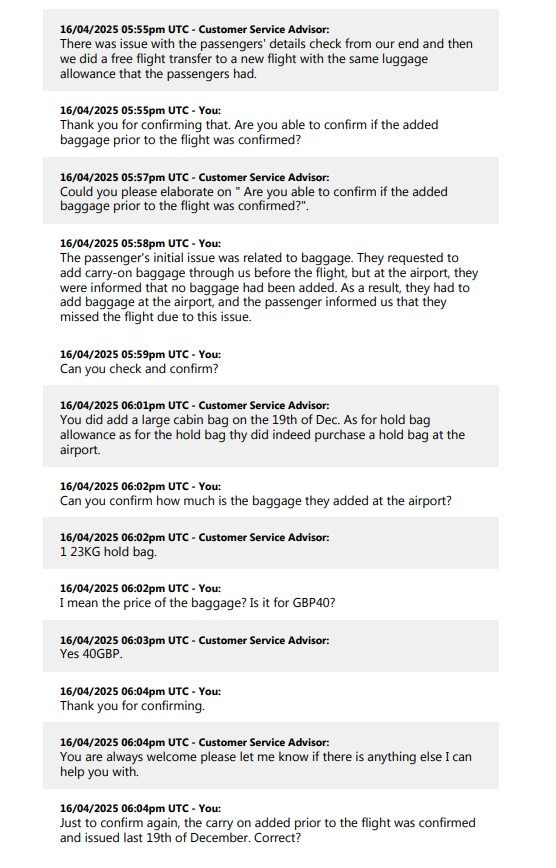 16/04/2025 05:55pm UTC - Customer Service Advisor:
There was issue with the passengers' details check from our end and then
we did a free flight transfer to a new flight with the same luggage
allowance that the passengers had.
16/04/2025 05:55pm UTC - You:
Thank you for confirming that. Are you able to confirm if the added
baggage prior to the flight was confirmed?
16/04/2025 05:57pm UTC - Customer Service Advisor:
Could you please elaborate on " Are you able to confirm if the added
baggage prior to the flight was confirmed?".
16/04/2025 05:58pm UTC - You:
The passenger's initial issue was related to baggage. They requested to
add carry-on baggage through us before the flight, but at the airport, they
were informed that no baggage had been added. As a result, they had to
add baggage at the airport, and the passenger informed us that they
missed the flight due to this issue.
16/04/2025 05:59pm UTC - You:
Can you check and confirm?
16/04/2025 06:01pm UTC - Customer Service Advisor:
You did add a large cabin bag on the 19th of Dec. As for hold bag
allowance as for the hold bag thy did indeed purchase a hold bag at the
airport.
16/04/2025 06:02pm UTC - You:
Can you confirm how much is the baggage they added at the airport?
16/04/2025 06:02pm UTC - Customer Service Advisor:
1 23KG hold bag.
16/04/2025 06:02pm UTC - You:
I mean the price of the baggage? Is it for GBP40?
16/04/2025 06:03pm UTC - Customer Service Advisor:
Yes 40GBP.
16/04/2025 06:04pm UTC - You:
Thank you for confirming.
16/04/2025 06:04pm UTC - Customer Service Advisor:
You are always welcome please let me know if there is anything else I can
help you with.
16/04/2025 06:04pm UTC - You:
Just to confirm again, the carry on added prior to the flight was confirmed
and issued last 19th of December. Correct?